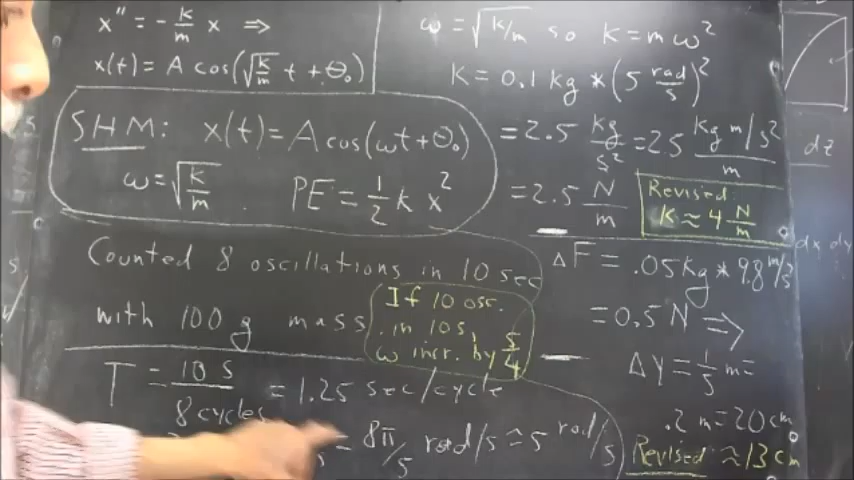 x'' = - k/m x ⇒
x(t) = A cos(√(k/m) t + θ₀)
SHM: x(t) = A cos(ωt + θ₀)
ω = √(k/m) PE = 1/2 k x²
Counted 8 oscillations in 10 sec
with 100 g mass
If 10 osc.
in 10 s,
ω incr. by 5/4
T = 10 s / 8 cycles = 1.25 sec/cycle
= 8π/5 rad/s ≈ 5 rad/s
ω = √(k/m) so k = m ω²
K = 0.1 kg * (5 rad/s)²
= 2.5 kg/s² = 2.5 kg m/s² / m
= 2.5 N/m
Revised:
K ≈ 4 N/m
ΔF = .05 kg * 9.8 m/s²
= 0.5 N ⇒
Δy = 1/5 m =
.2 m = 20 cm
Revised ≈ 13 cm
dz
dx dy